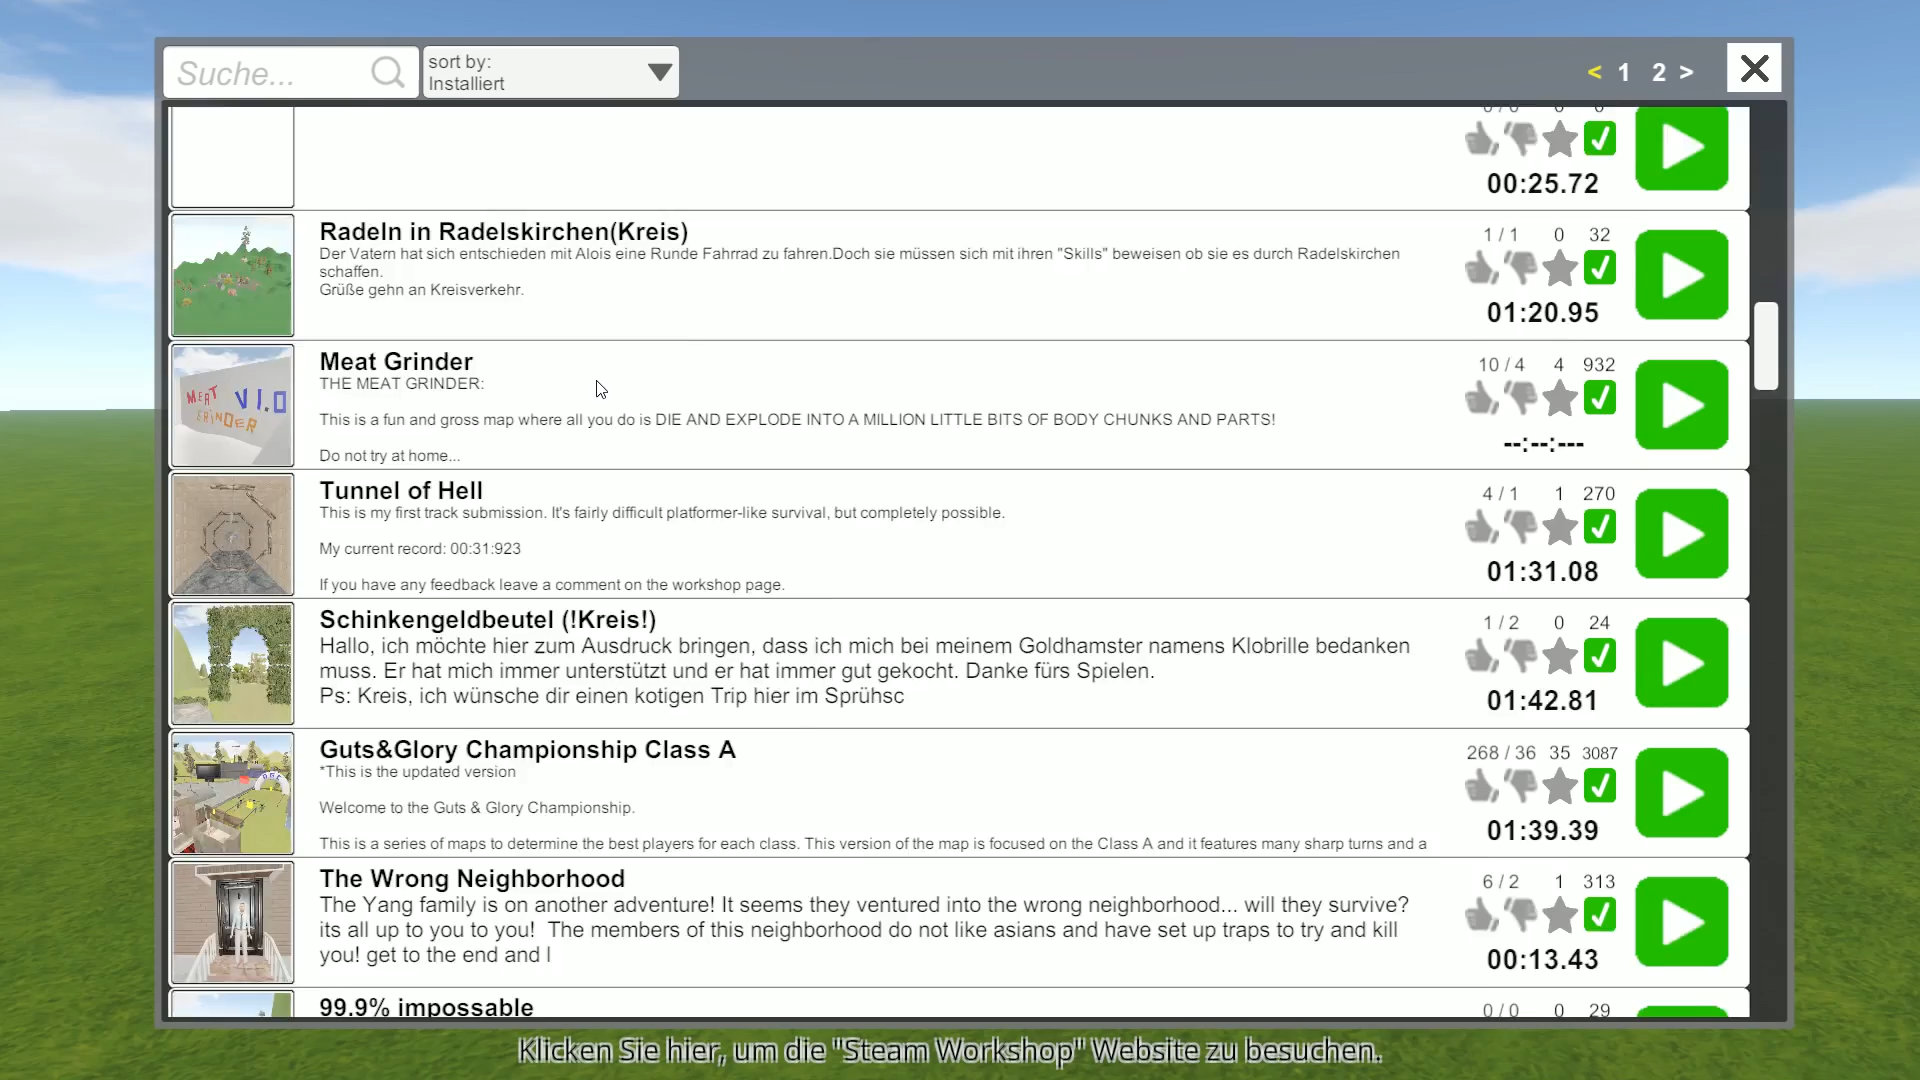 Suche...
sort by:
Installiert
< 1 2 >
00:25.72
Radeln in Radelskirchen(Kreis)
Der Vatern hat sich entschieden mit Alois eine Runde Fahrrad zu fahren.Doch sie müssen sich mit ihren "Skills" beweisen ob sie es durch Radelskirchen
schaffen.
Grüße gehn an Kreisverkehr.
1 / 1 0 32
01:20.95
MEAT GRINDER V1.0
Meat Grinder
THE MEAT GRINDER:
This is a fun and gross map where all you do is DIE AND EXPLODE INTO A MILLION LITTLE BITS OF BODY CHUNKS AND PARTS!
Do not try at home...
10 / 4 4 932
--:--:---
Tunnel of Hell
This is my first track submission. It's fairly difficult platformer-like survival, but completely possible.
My current record: 00:31:923
If you have any feedback leave a comment on the workshop page.
4 / 1 1 270
01:31.08
Schinkengeldbeutel (!Kreis!)
Hallo, ich möchte hier zum Ausdruck bringen, dass ich mich bei meinem Goldhamster namens Klobrille bedanken
muss. Er hat mich immer unterstützt und er hat immer gut gekocht. Danke fürs Spielen.
Ps: Kreis, ich wünsche dir einen kotigen Trip hier im Sprühsc
1 / 2 0 24
01:42.81
Guts&Glory Championship Class A
*This is the updated version
Welcome to the Guts & Glory Championship.
This is a series of maps to determine the best players for each class. This version of the map is focused on the Class A and it features many sharp turns and a
268 / 36 35 3087
01:39.39
The Wrong Neighborhood
The Yang family is on another adventure! It seems they ventured into the wrong neighborhood... will they survive?
its all up to you to you! The members of this neighborhood do not like asians and have set up traps to try and kill
you! get to the end and I
6 / 2 1 313
00:13.43
99.9% impossable
0 / 0 0 29
Klicken Sie hier, um die "Steam Workshop" Website zu besuchen.